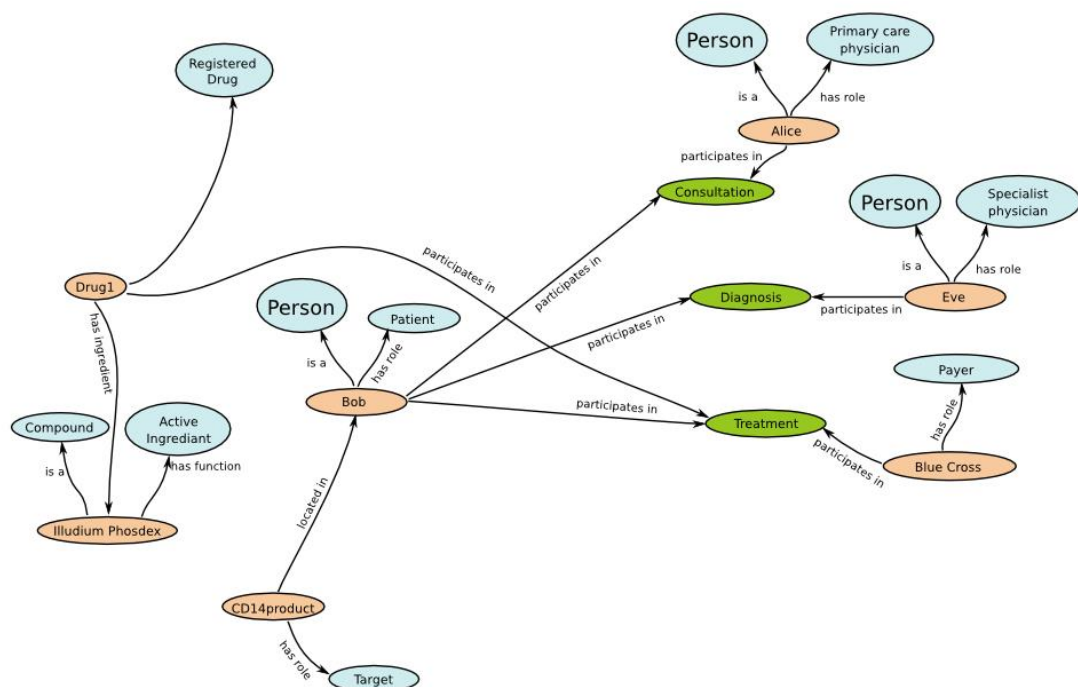 Person
Primary care
physician
is a
has role
Alice
participates in
Consultation
Registered
Drug
Person
Specialist
physician
is a
has role
Eve
participates in
Diagnosis
participates in
Drug1
has ingredient
participates in
Person
Patient
is a
has role
Bob
participates in
participates in
Payer
has role
Blue Cross
participates in
Treatment
Compound
Active
Ingrediant
is a
has function
Illudium Phosdex
located in
CD14product
has role
Target